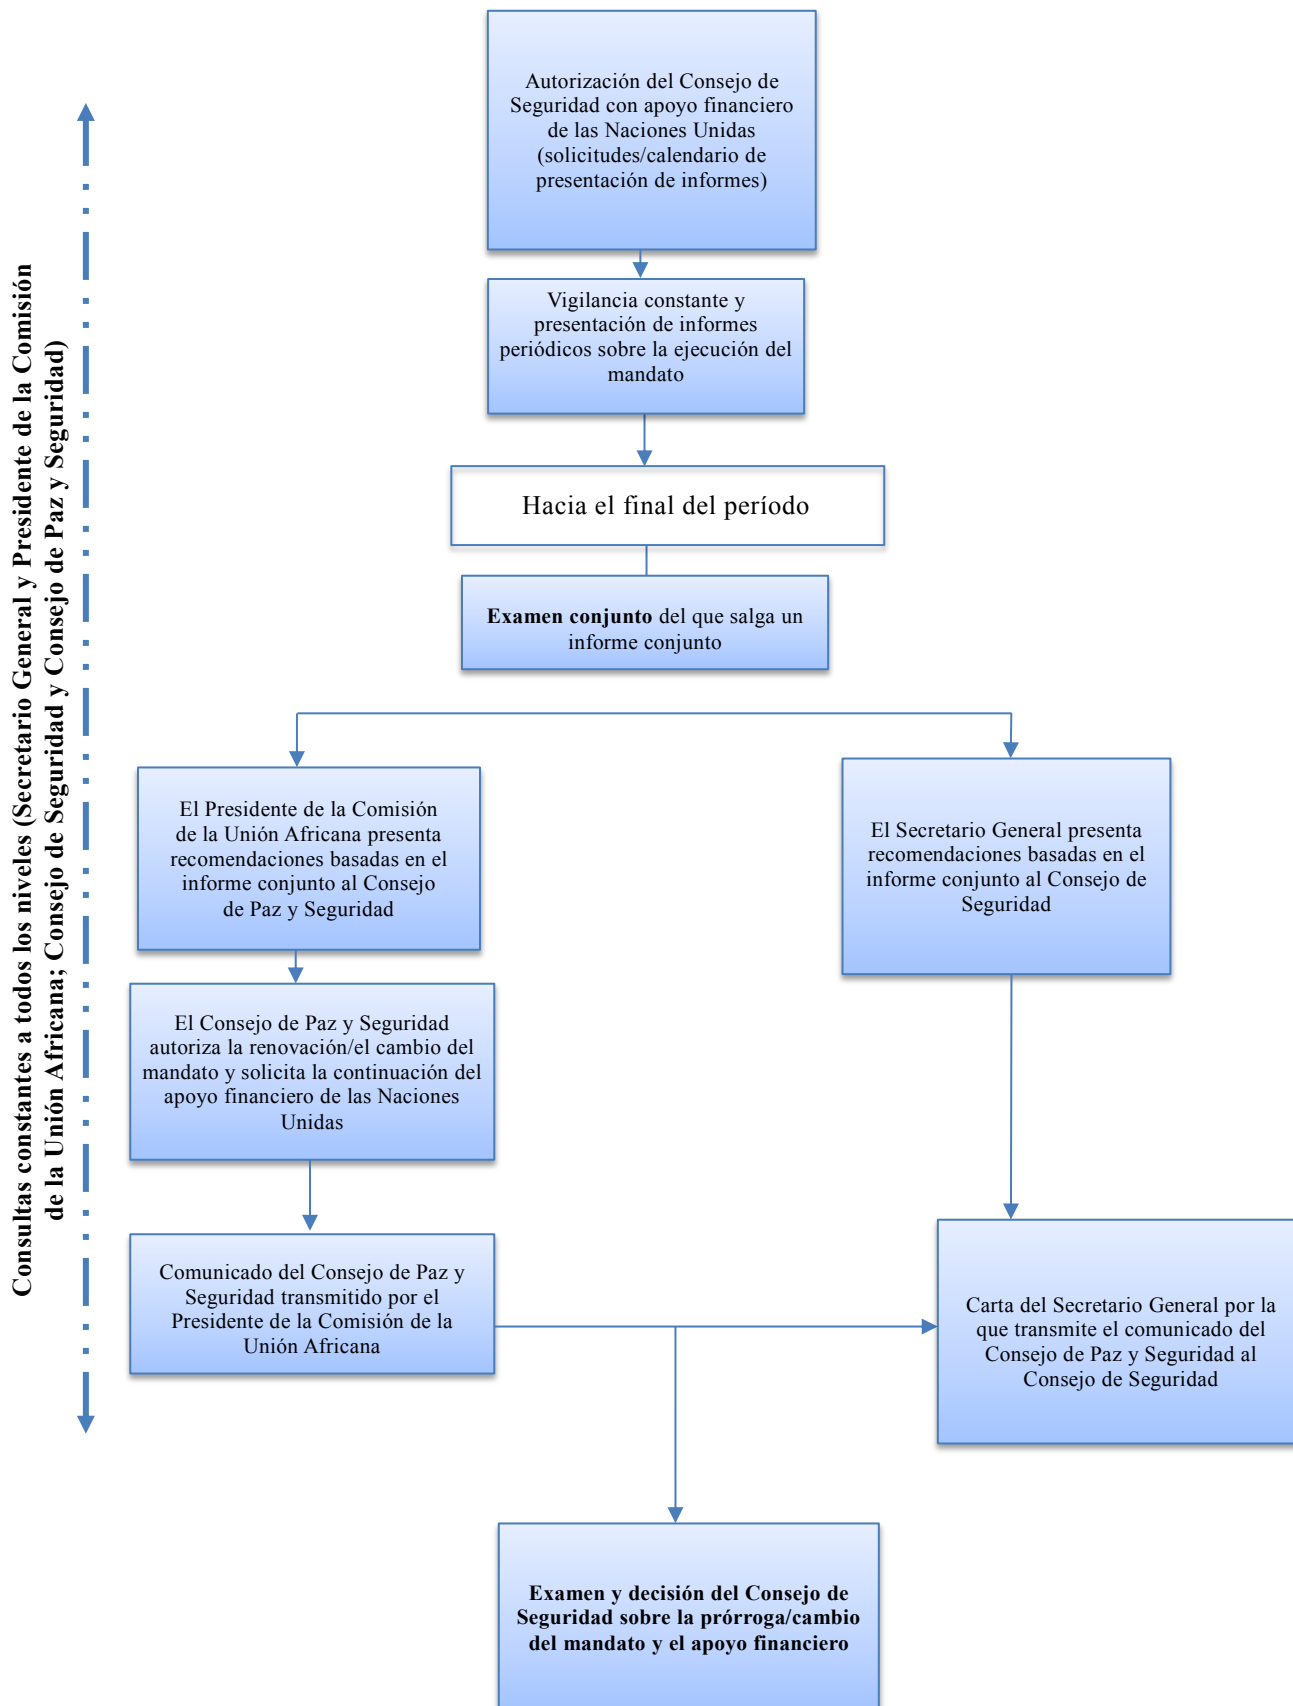 Consultas constantes a todos los niveles (Secretario General y Presidente de la Comisión
de la Unión Africana; Consejo de Seguridad y Consejo de Paz y Seguridad)
Autorización del Consejo de
Seguridad con apoyo financiero
de las Naciones Unidas
(solicitudes/calendario de
presentación de informes)
Vigilancia constante y
presentación de informes
periódicos sobre la ejecución del
mandato
Hacia el final del período
Examen conjunto del que salga un
informe conjunto
El Presidente de la Comisión
de la Unión Africana presenta
recomendaciones basadas en el
informe conjunto al Consejo
de Paz y Seguridad
El Secretario General presenta
recomendaciones basadas en el
informe conjunto al Consejo de
Seguridad
El Consejo de Paz y Seguridad
autoriza la renovación/el cambio del
mandato y solicita la continuación del
apoyo financiero de las Naciones
Unidas
Comunicado del Consejo de Paz y
Seguridad transmitido por el
Presidente de la Comisión de la
Unión Africana
Carta del Secretario General por la
que transmite el comunicado del
Consejo de Paz y Seguridad al
Consejo de Seguridad
Examen y decisión del Consejo de
Seguridad sobre la prórroga/cambio
del mandato y el apoyo financiero